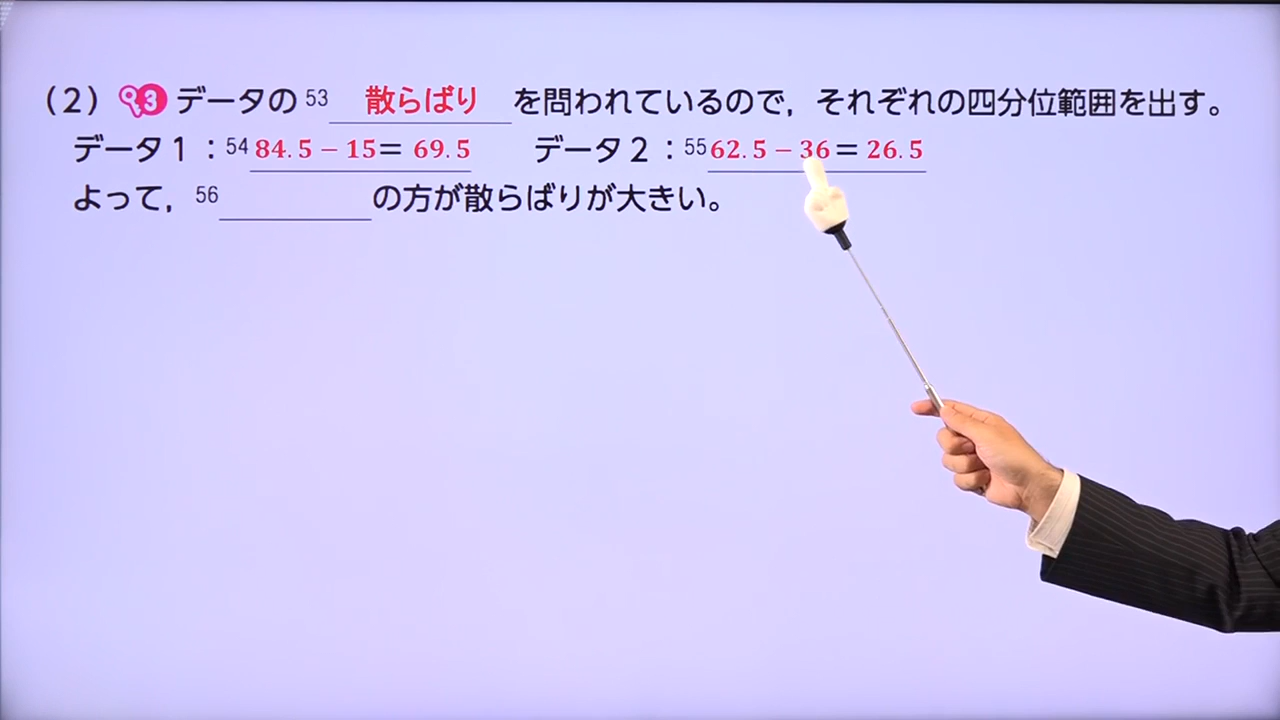 （2） 3 データの 53 散らばり を問われているので，それぞれの四分位範囲を出す。
データ１：54 84.5－15＝69.5 データ２：55 62.5－36＝26.5
よって，56 の方が散らばりが大きい。